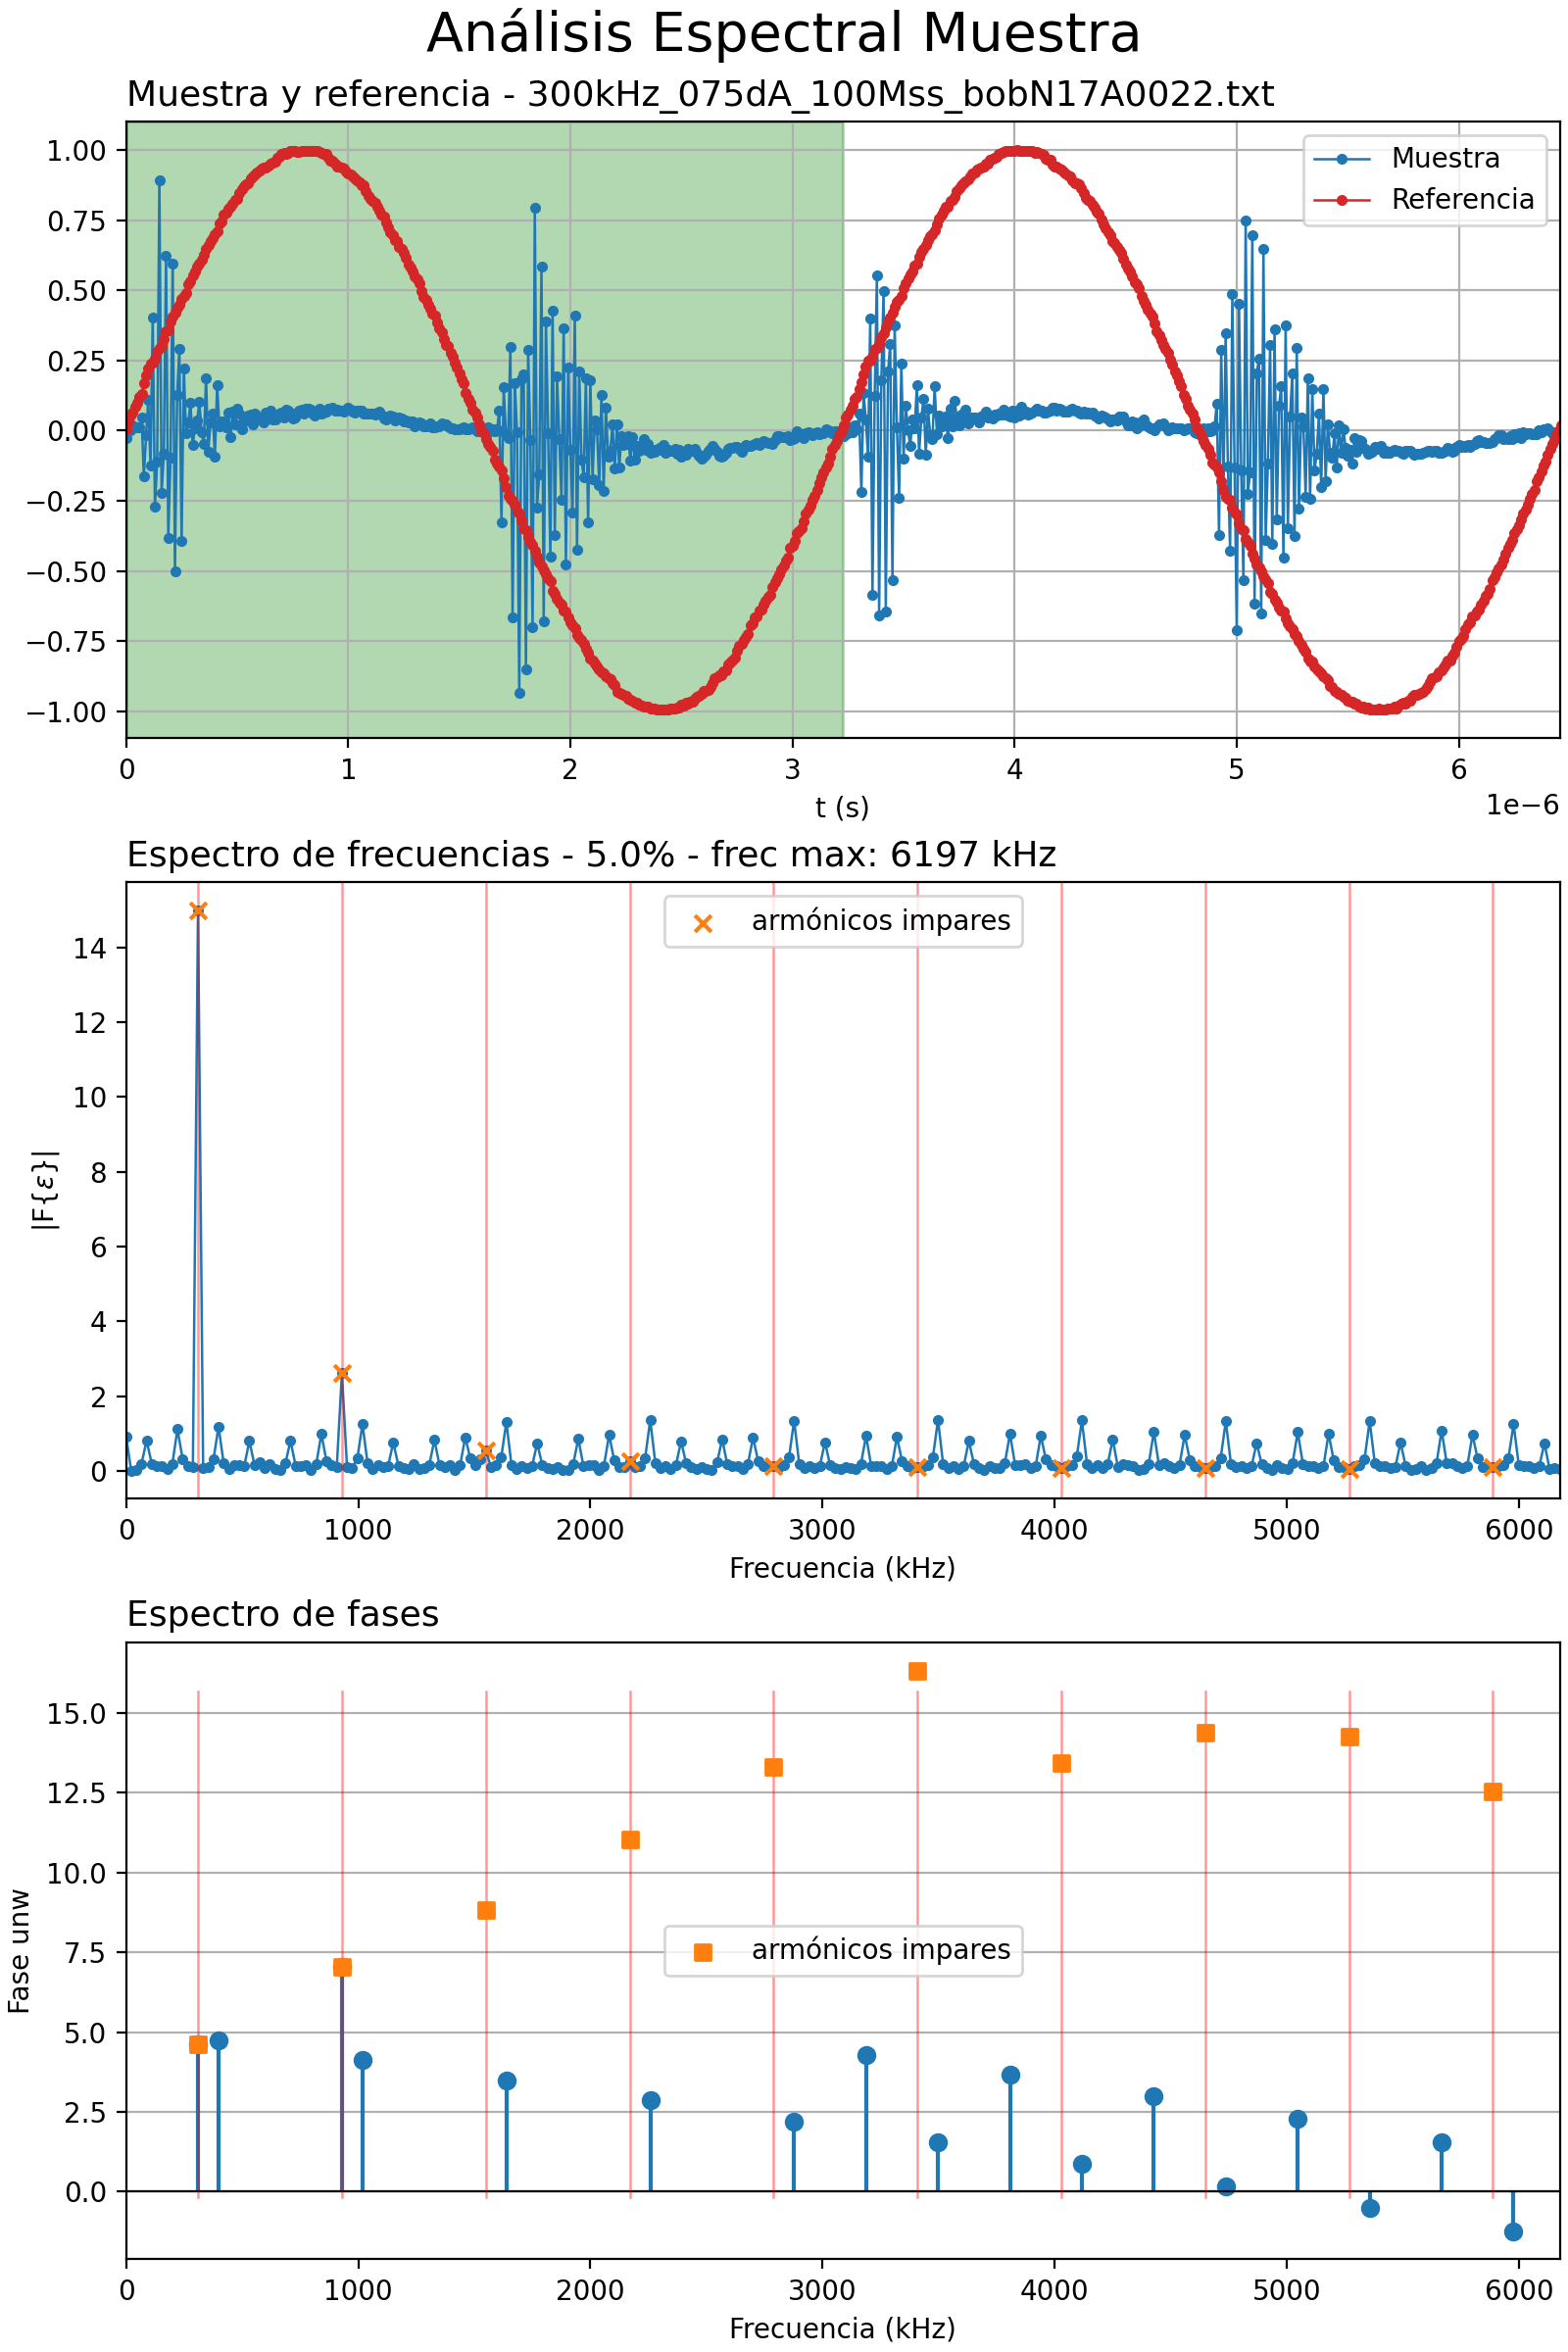 Análisis Espectral Muestra
Muestra y referencia - 300kHz_075dA_100Mss_bobN17A0022.txt
1.00
0.75
0.50
0.25
0.00
−0.25
−0.50
−0.75
−1.00
Muestra
Referencia
0 1 2 3 4 5 6
1e−6
t (s)
Espectro de frecuencias - 5.0% - frec max: 6197 kHz
armónicos impares
14
12
10
8
6
4
2
0
|F{ε}|
0 1000 2000 3000 4000 5000 6000
Frecuencia (kHz)
Espectro de fases
15.0
12.5
10.0
7.5
5.0
2.5
0.0
Fase unw
armónicos impares
0 1000 2000 3000 4000 5000 6000
Frecuencia (kHz)